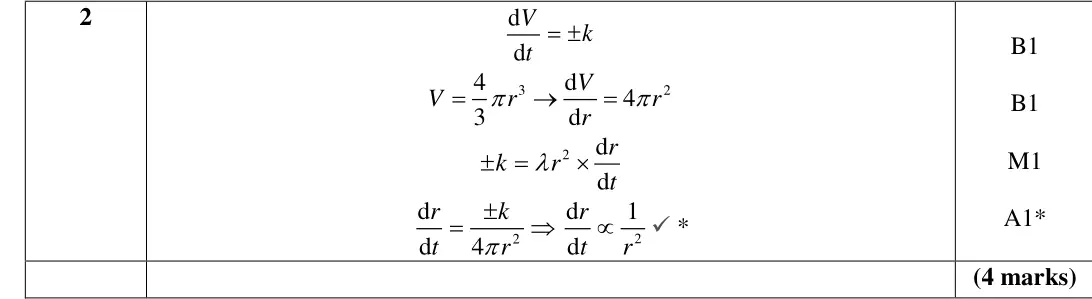 2
dV/dt = ±k
B1
V = 4/3 πr³ → dV/dr = 4πr²
B1
±k = λr² × dr/dt
M1
dr/dt = ±k/4πr² ⇒ dr/dt ∝ 1/r² ✓ *
A1*
(4 marks)